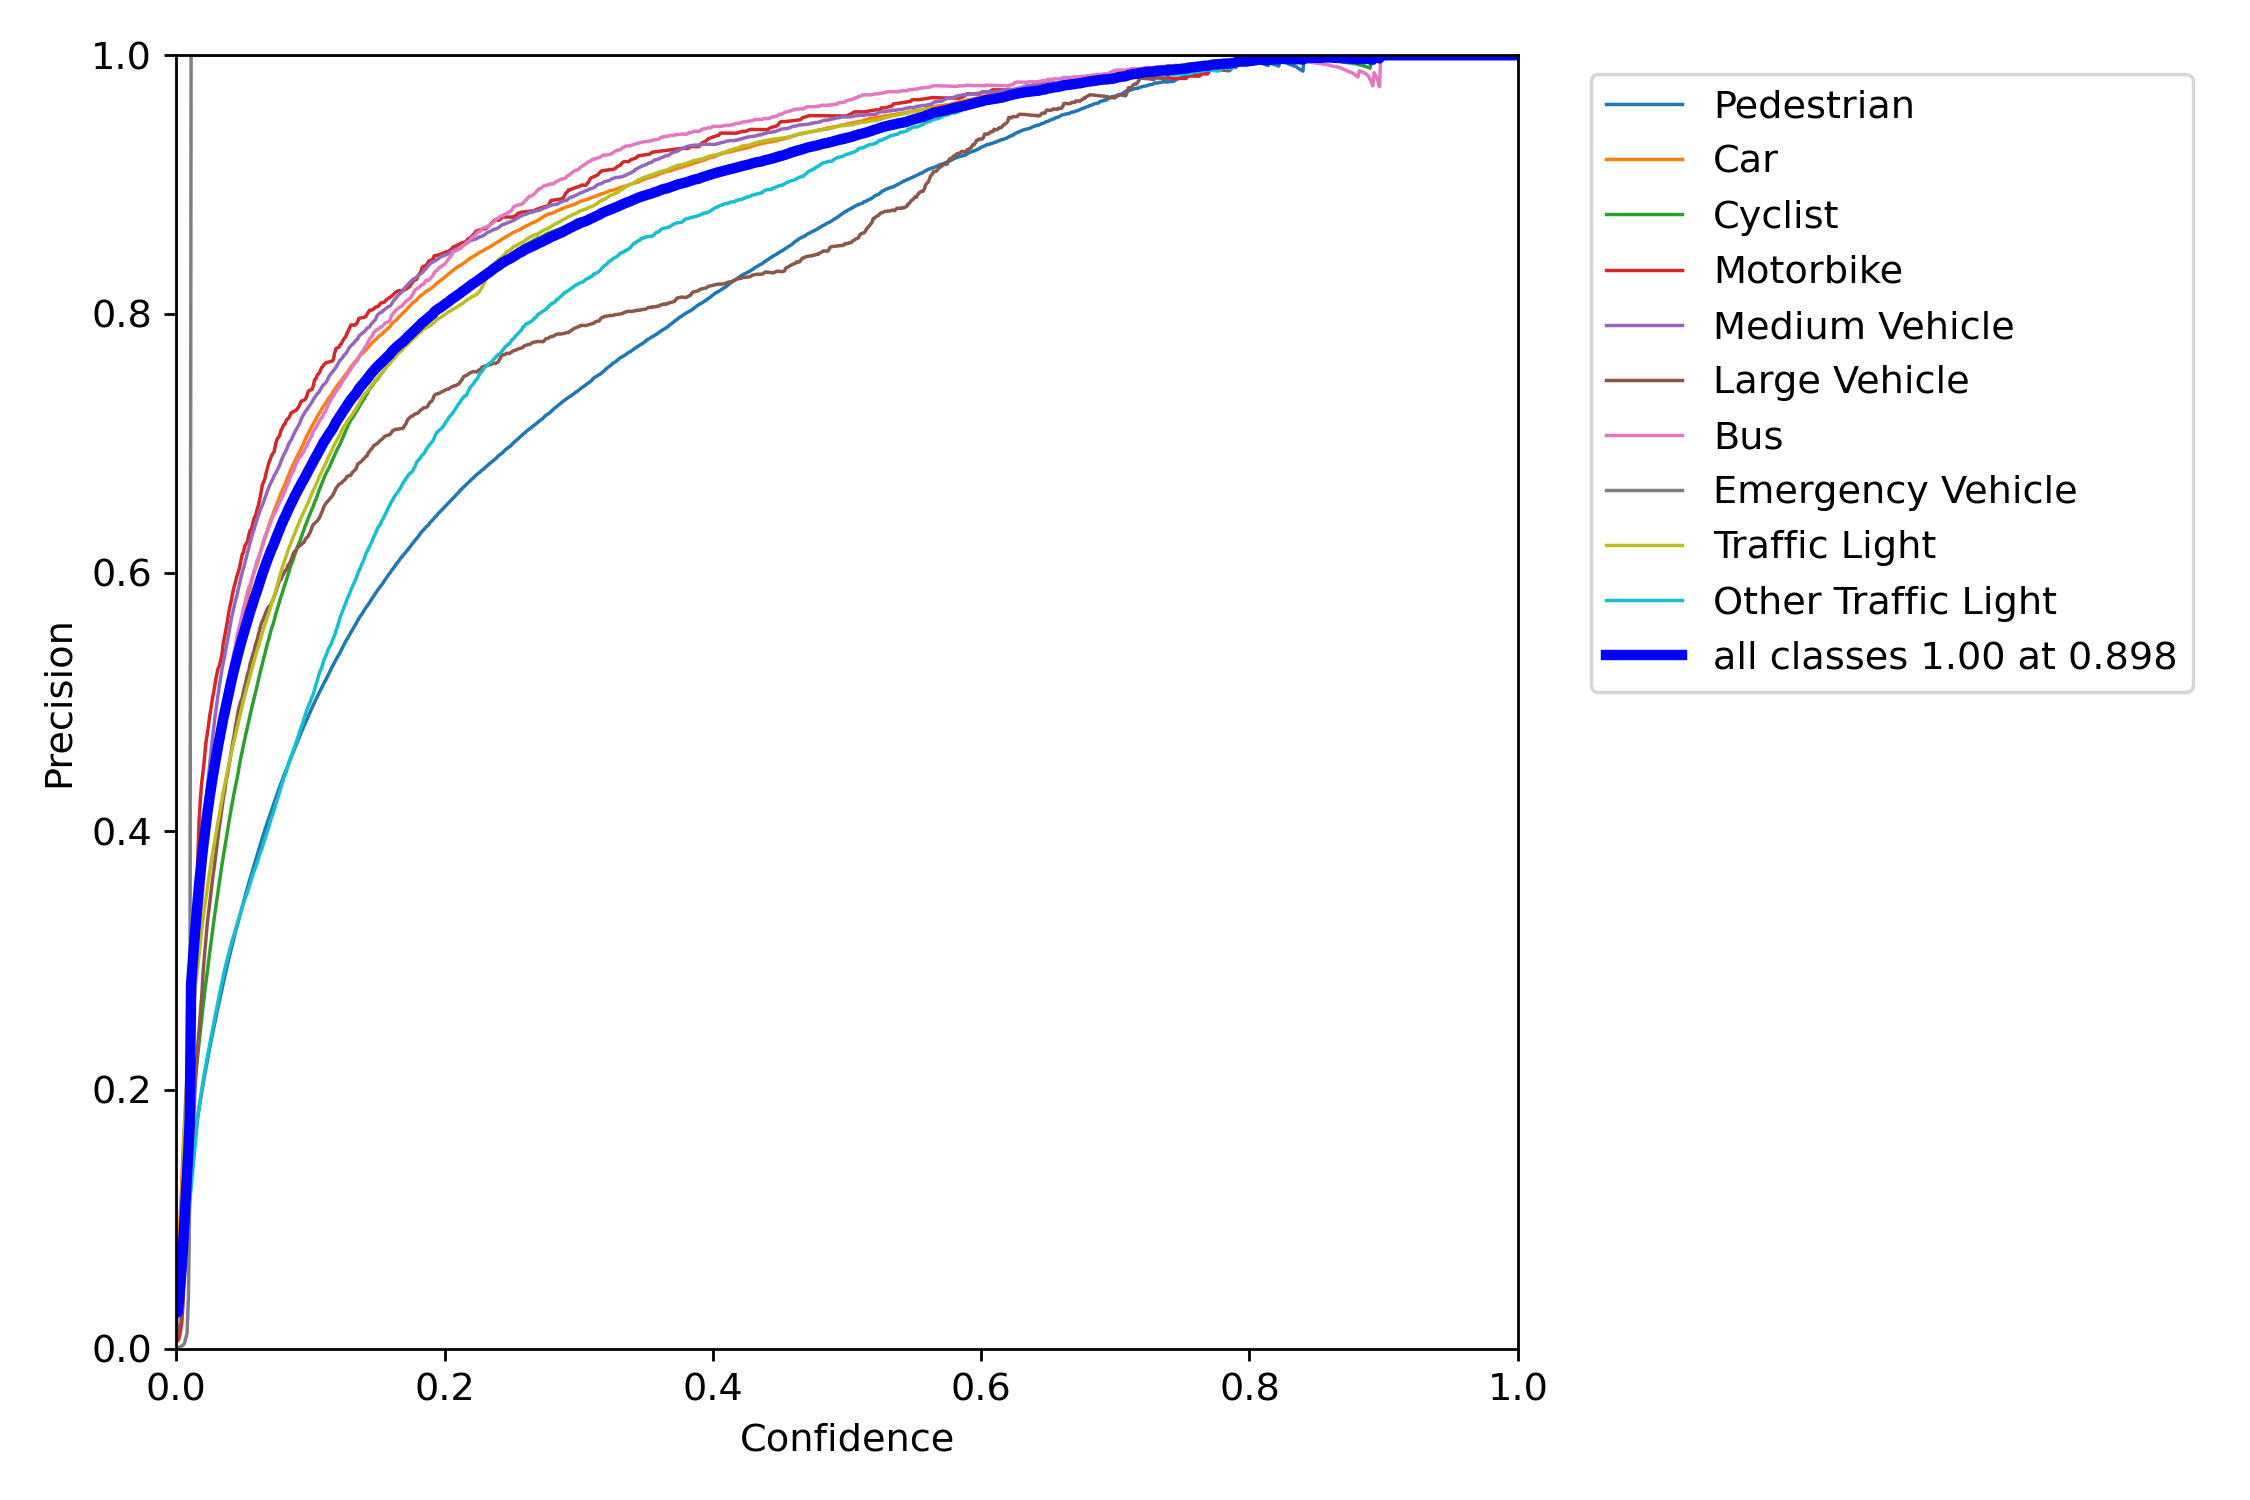 1.0
0.8
0.6
0.4
0.2
0.0
Precision
0.0 0.2 0.4 0.6 0.8 1.0
Confidence
Pedestrian
Car
Cyclist
Motorbike
Medium Vehicle
Large Vehicle
Bus
Emergency Vehicle
Traffic Light
Other Traffic Light
all classes 1.00 at 0.898